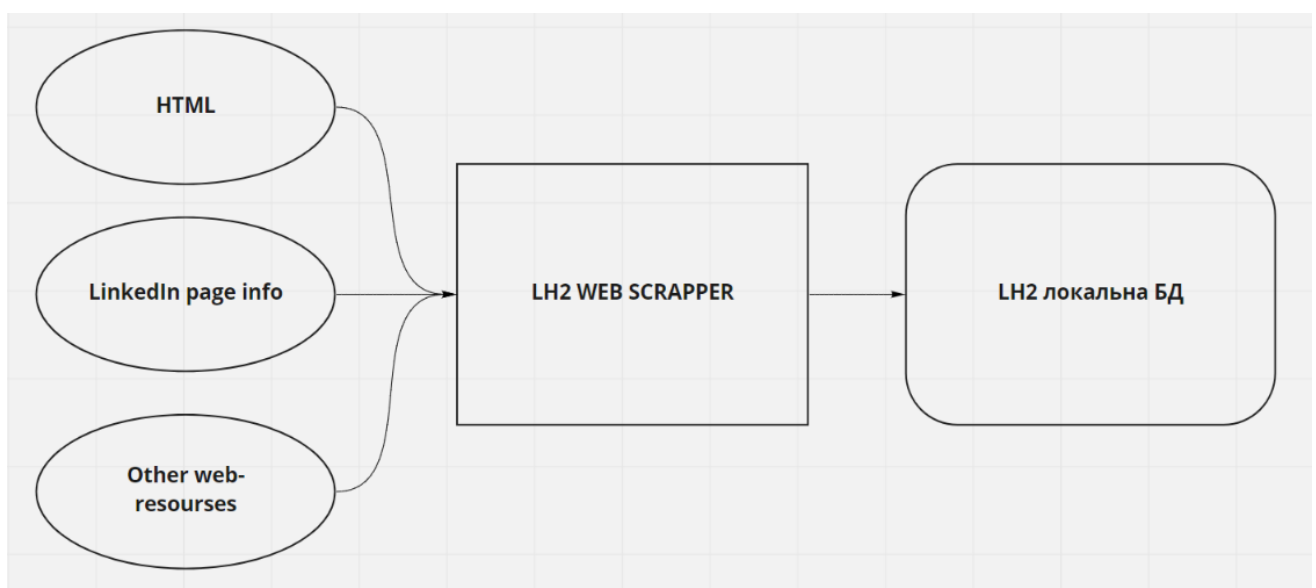 HTML
LinkedIn page info
LH2 WEB SCRAPPER
LH2 локальна БД
Other web-
resourses